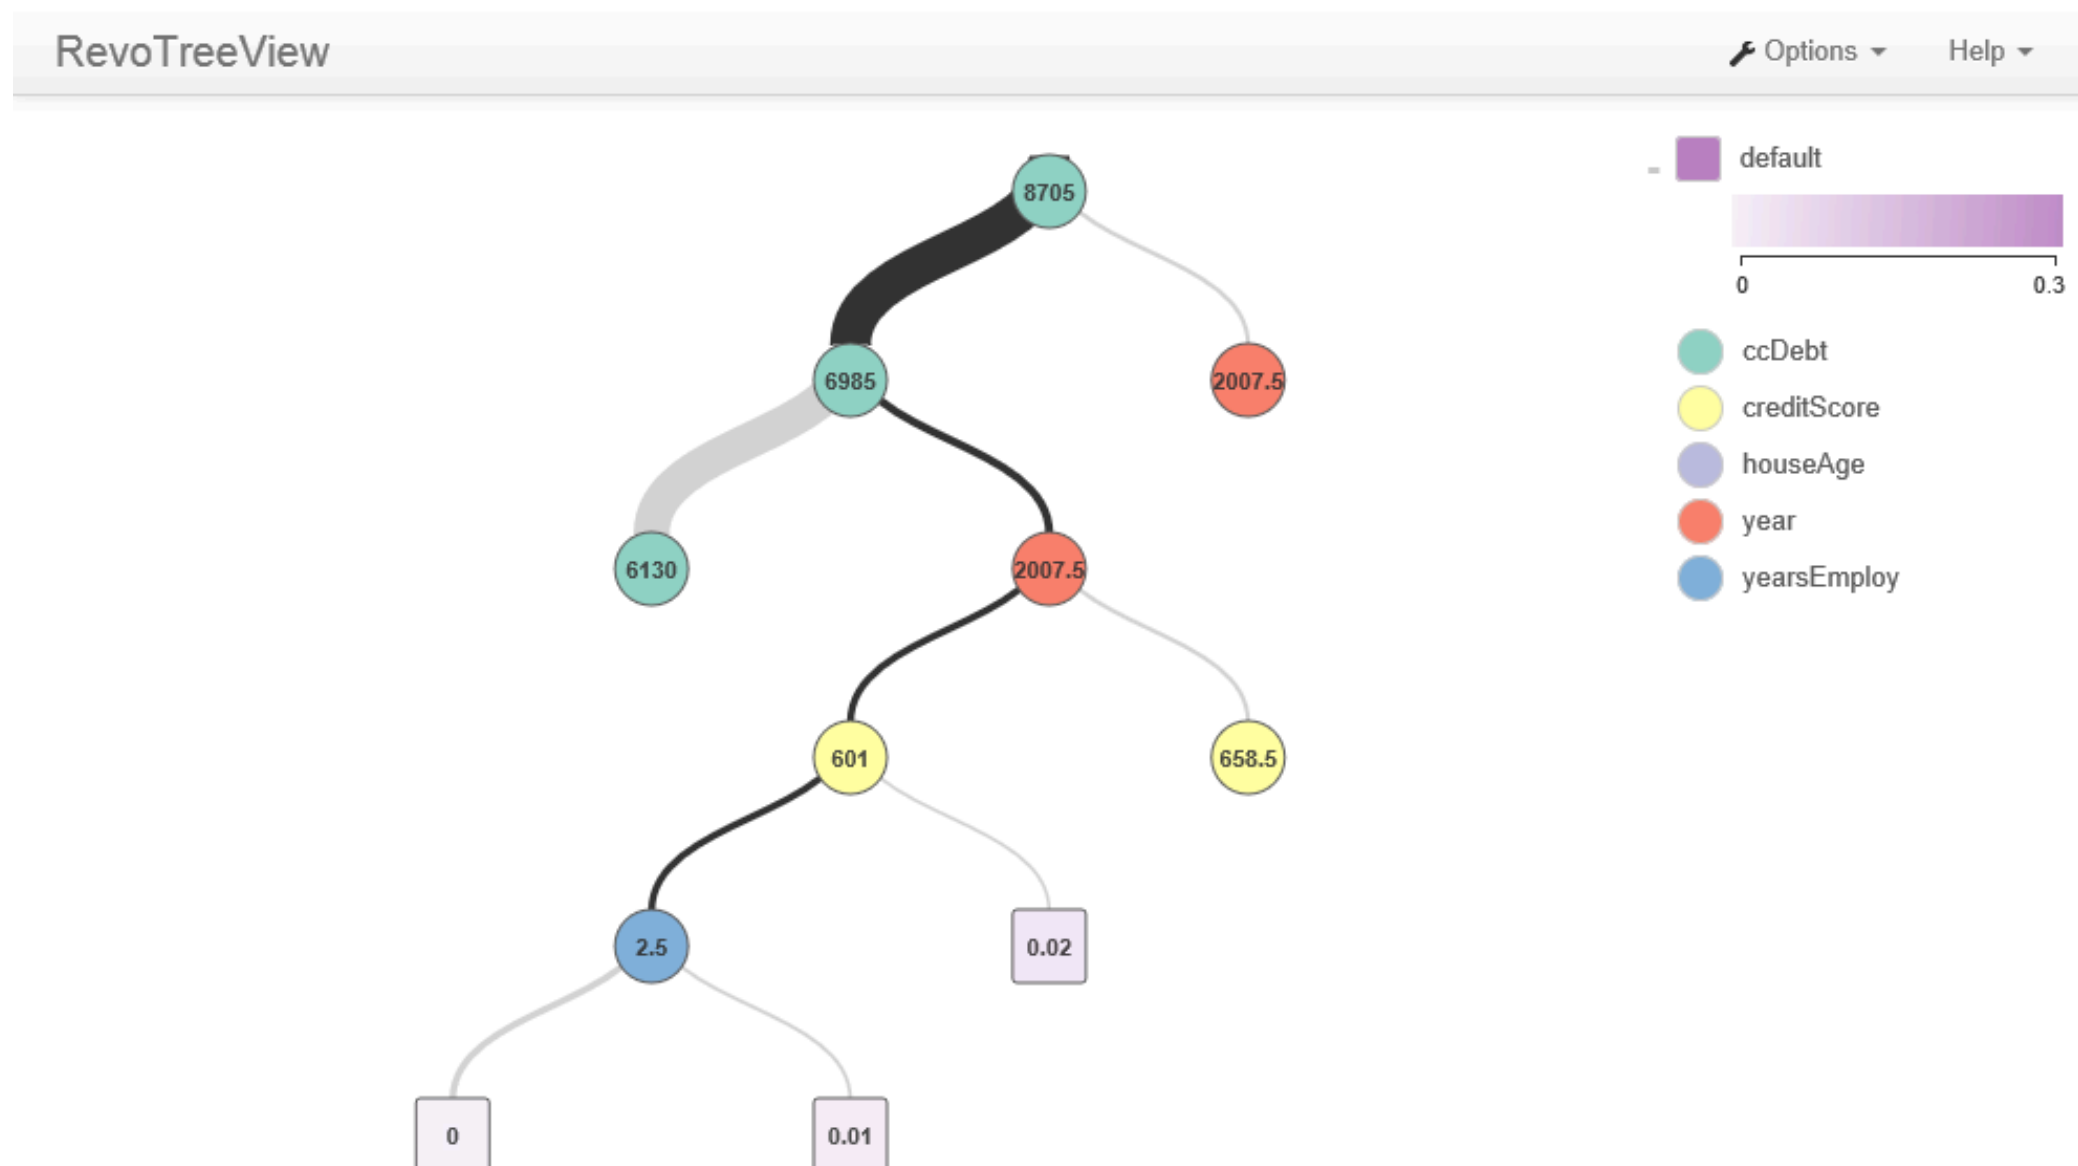 RevoTreeView
Options
Help
default
0
0.3
ccDebt
creditScore
houseAge
year
yearsEmploy
8705
6985
2007.5
6130
2007.5
601
658.5
2.5
0.02
0
0.01